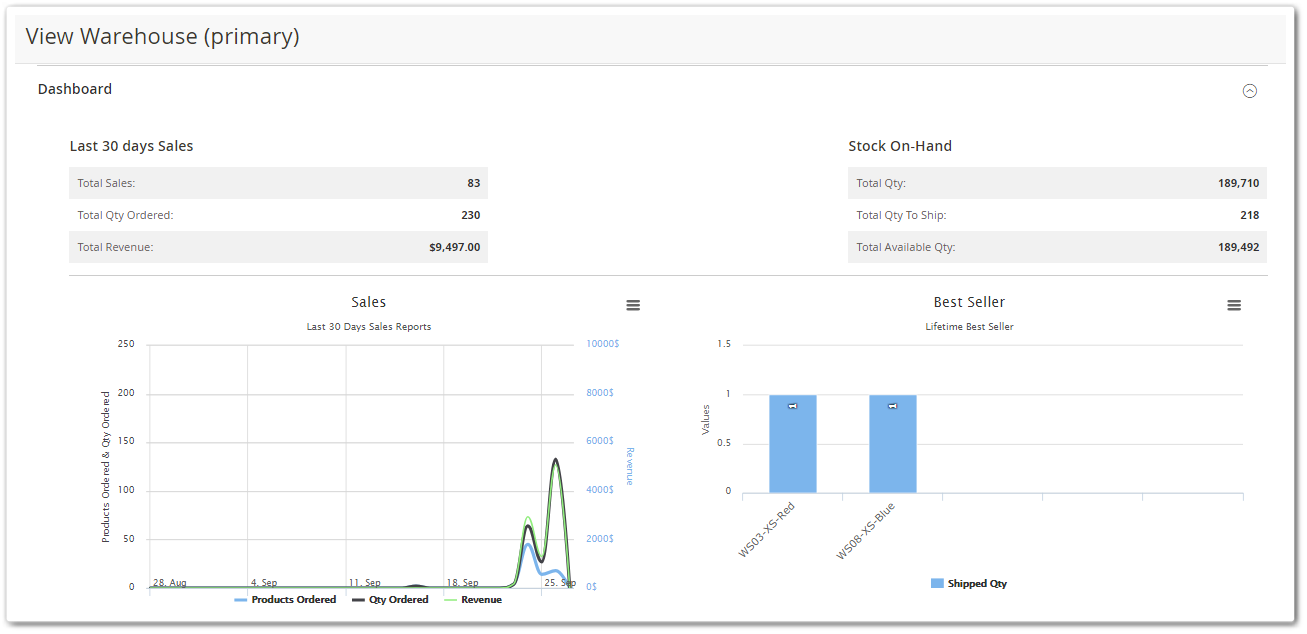 View Warehouse (primary)
Dashboard
Last 30 days Sales
Total Sales: 83
Total Qty Ordered: 230
Total Revenue: $9,497.00
Stock On-Hand
Total Qty: 189,710
Total Qty To Ship: 218
Total Available Qty: 189,492
Sales
Last 30 Days Sales Reports
Products Ordered & Qty Ordered
250
200
150
100
50
0
10000$
8000$
6000$
4000$
2000$
0$
Revenue
28. Aug 4. Sep 11. Sep 18. Sep 25. Sep
Products Ordered Qty Ordered Revenue
Best Seller
Lifetime Best Seller
Values
1.5
1
0.5
0
1 1
WS03-XS-Red WS08-XS-Blue
Shipped Qty